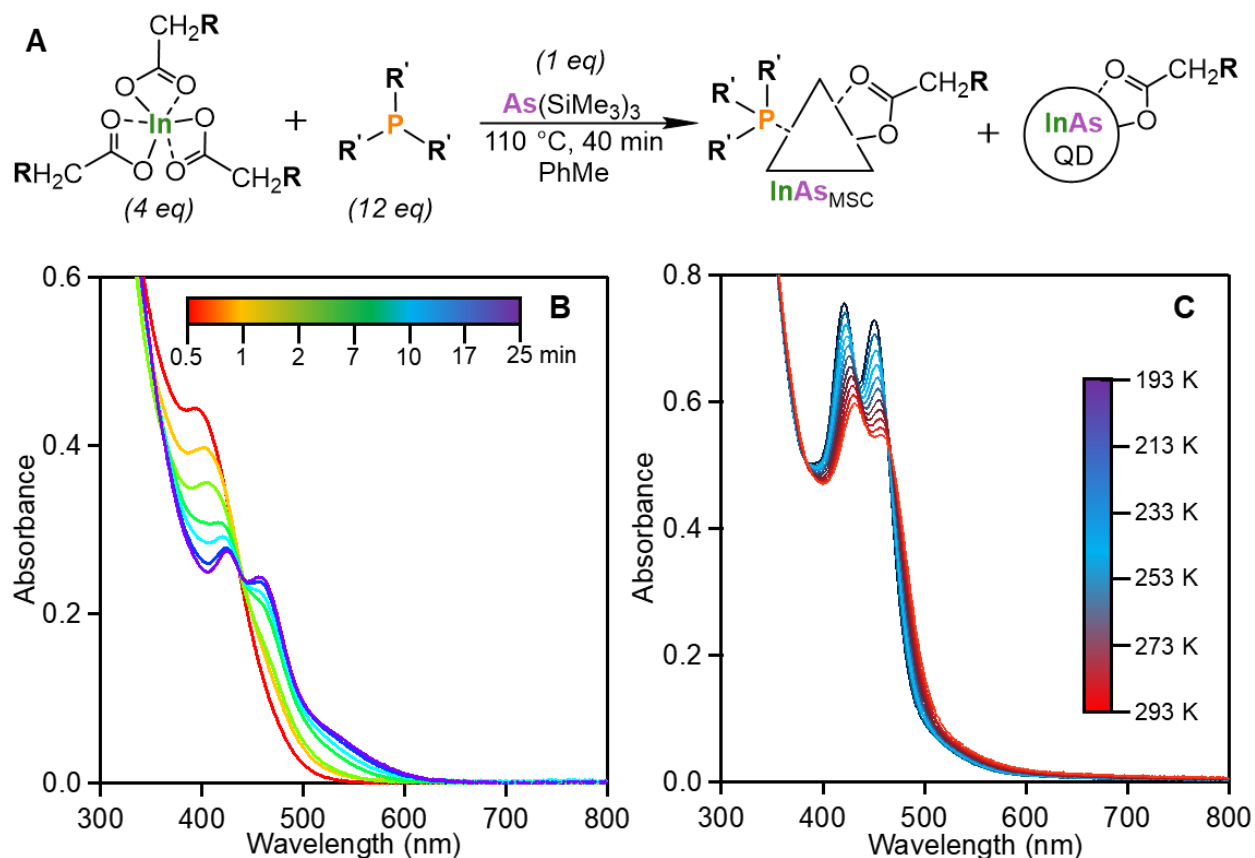 A
CH₂R
O
O
O
In
O
O
O
RH₂C
CH₂R
(4 eq)
+
R'
P
R'
R'
(12 eq)
(1 eq)
As(SiMe₃)₃
110 °C, 40 min
PhMe
R'
R'
P
R'
O
CH₂R
O
InAsMSC
+
O
CH₂R
O
InAs
QD
B
0.5 1 2 7 10 17 25 min
0.6
0.4
0.2
0.0
Absorbance
300 400 500 600 700 800
Wavelength (nm)
C
193 K
213 K
233 K
253 K
273 K
293 K
0.8
0.6
0.4
0.2
0.0
Absorbance
300 400 500 600 700 800
Wavelength (nm)